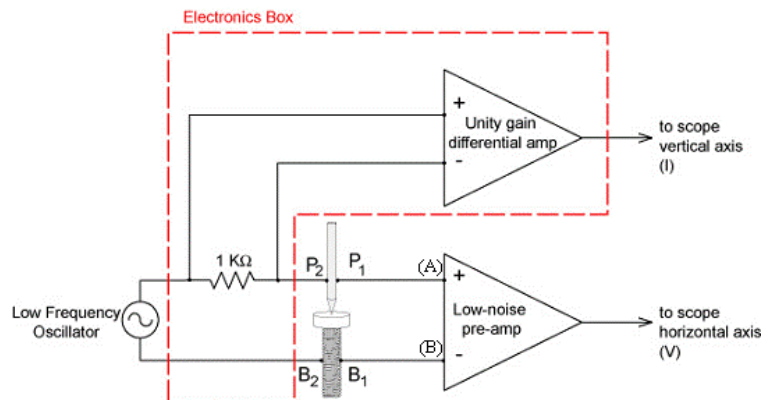 Electronics Box
+
Unity gain
differential amp
-
to scope
vertical axis
(I)
1 KΩ
P2
P1
(A)
+
Low Frequency
Oscillator
Low-noise
pre-amp
to scope
horizontal axis
(V)
(B)
-
B2
B1